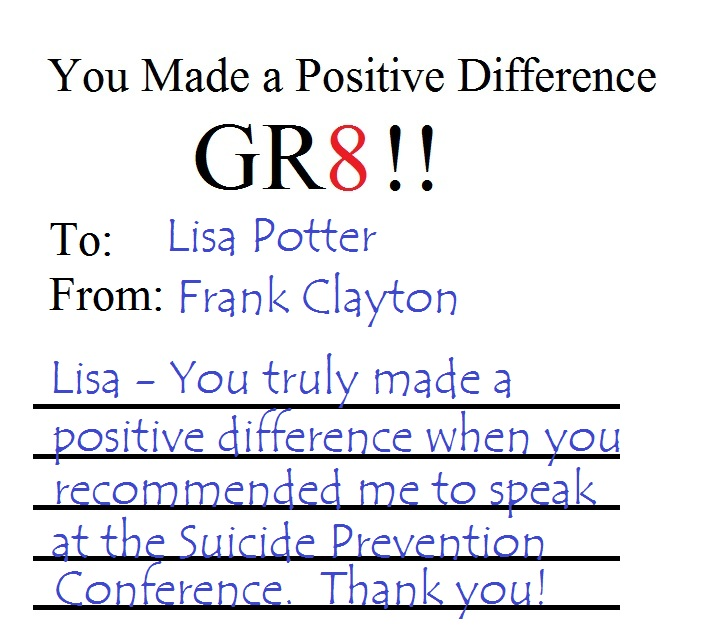 You Made a Positive Difference
GR8!!
To: Lisa Potter
From: Frank Clayton
Lisa - You truly made a
positive difference when you
recommended me to speak
at the Suicide Prevention
Conference. Thank you!